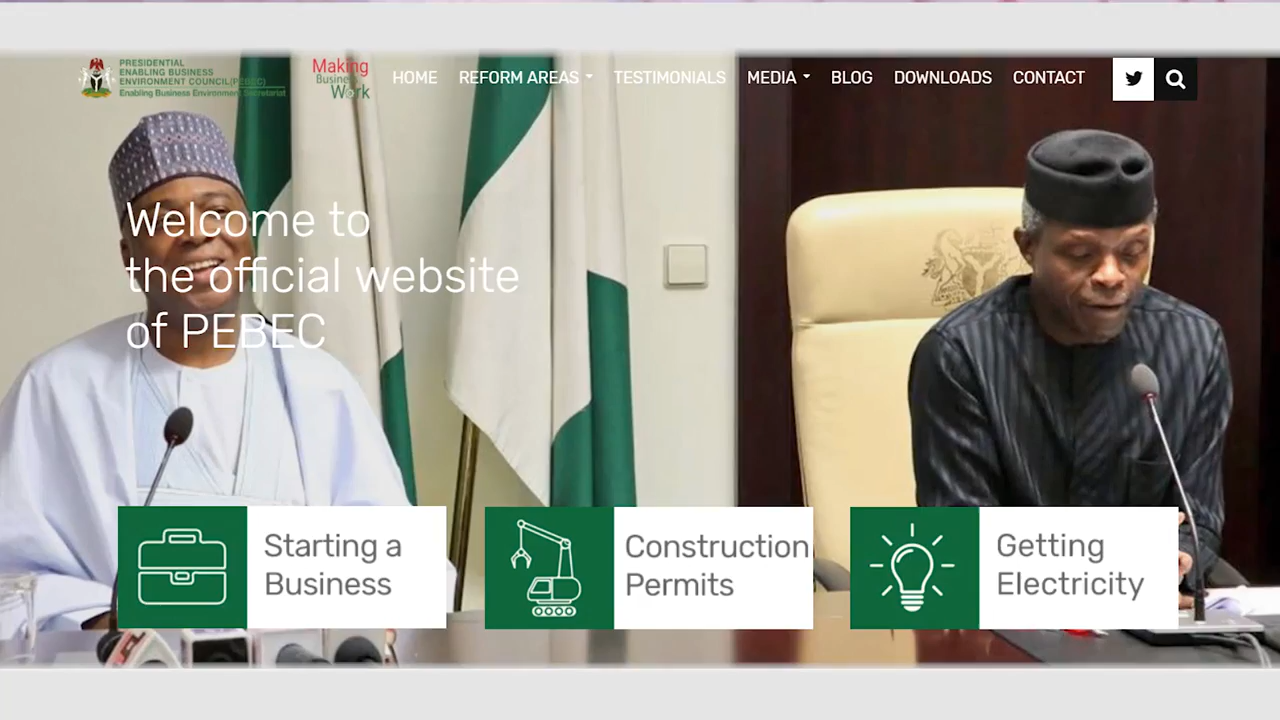 PRESIDENTIAL
ENABLING BUSINESS
ENVIRONMENT COUNCIL(PEBEC)
Enabling Business Environment Secretariat
Making
Business
Work
HOME
REFORM AREAS
TESTIMONIALS
MEDIA
BLOG
DOWNLOADS
CONTACT
Welcome to
the official website
of PEBEC
Starting a
Business
Construction
Permits
Getting
Electricity